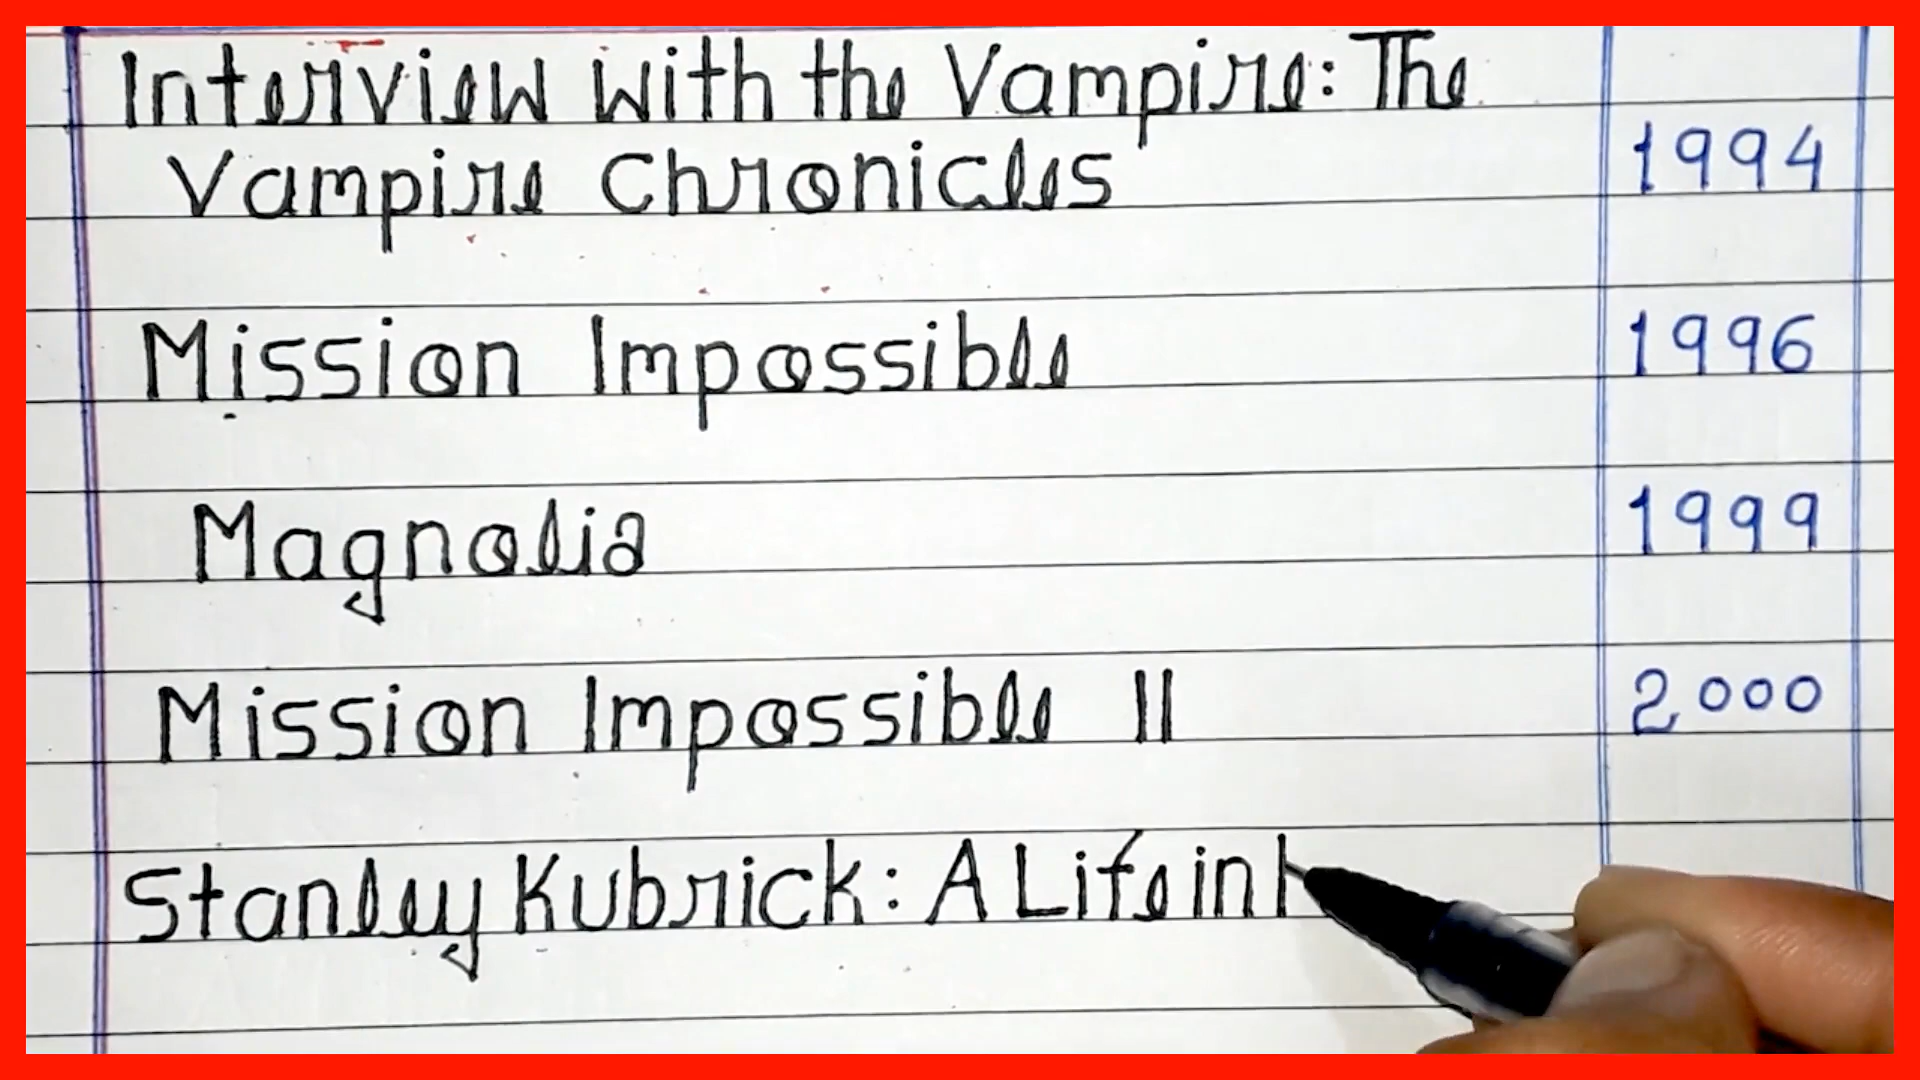 Interview with the Vampire: The
Vampire Chronicles 1994
Mission Impossible 1996
Magnolia 1999
Mission Impossible II 2000
Stanley Kubrick: A Life in